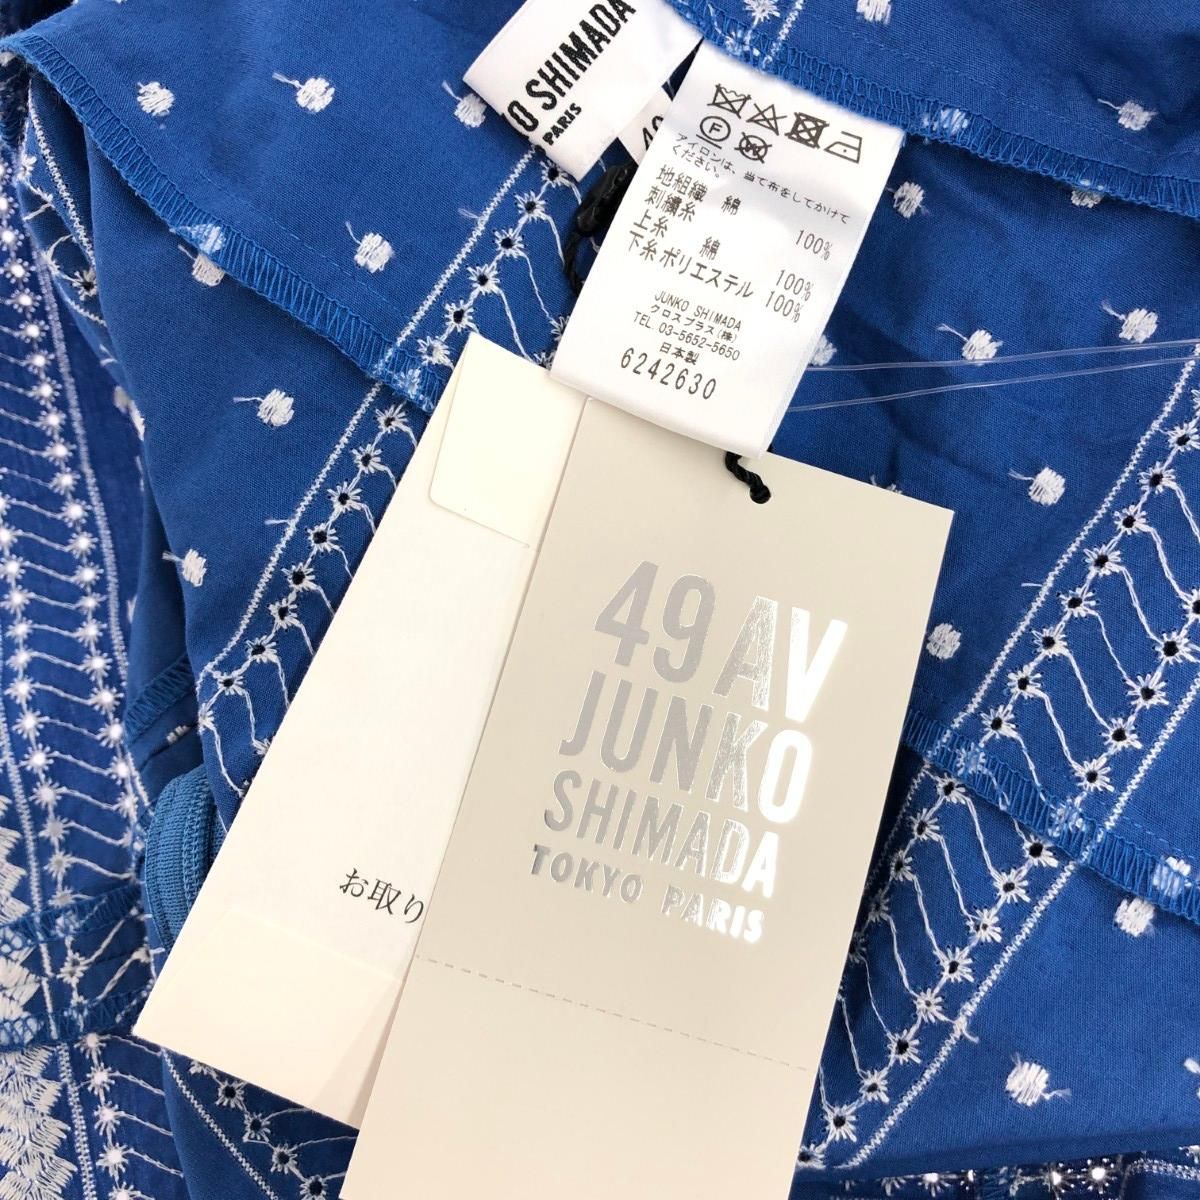 KO SHIMADA
PARIS
49
F
W
アイロンは、当て布をしてかけて
ください。
地組織 綿 100%
刺繍糸
上糸 綿 100%
下糸 ポリエステル 100%
JUNKO SHIMADA
クロスプラス(株)
TEL. 03-5652-5650
日本製
6242630
49 AV
JUNKO
SHIMADA
TOKYO PARIS
お取り